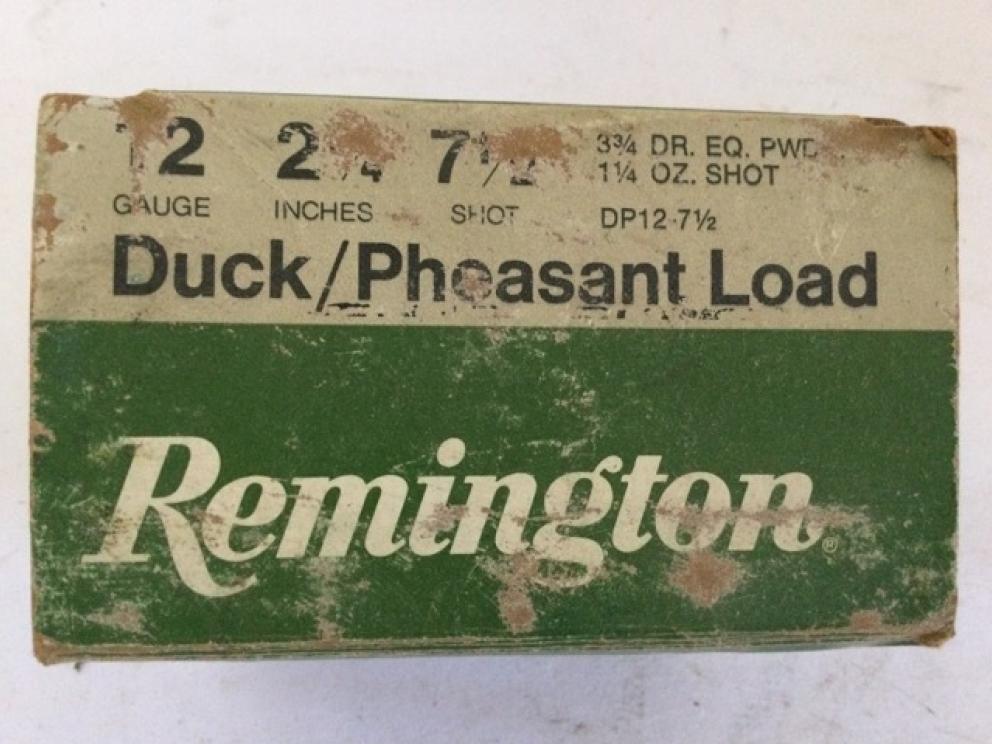 12 2¾ 7½ 3¾ DR. EQ. PWD.
1¼ OZ. SHOT
GAUGE INCHES SHOT DP12-7½
Duck/Pheasant Load
Remington®